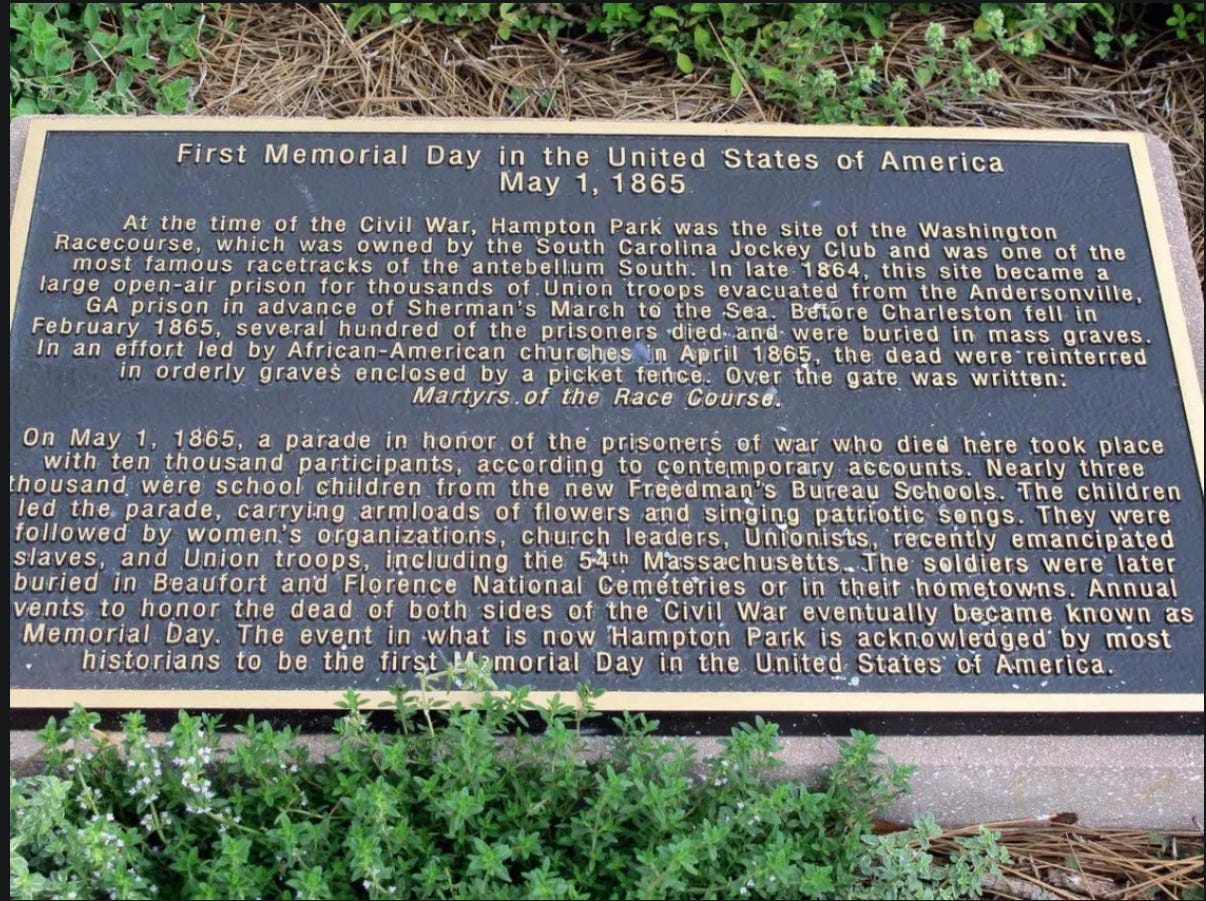 First Memorial Day in the United States of America
May 1, 1865
At the time of the Civil War, Hampton Park was the site of the Washington
Racecourse, which was owned by the South Carolina Jockey Club and was one of the
most famous racetracks of the antebellum South. In late 1864, this site became a
large open-air prison for thousands of Union troops evacuated from the Andersonville,
GA prison in advance of Sherman's March to the Sea. Before Charleston fell in
February 1865, several hundred of the prisoners died and were buried in mass graves.
In an effort led by African-American churches in April 1865, the dead were reinterred
in orderly graves enclosed by a picket fence. Over the gate was written:
Martyrs of the Race Course.
On May 1, 1865, a parade in honor of the prisoners of war who died here took place
with ten thousand participants, according to contemporary accounts. Nearly three
thousand were school children from the new Freedman's Bureau Schools. The children
led the parade, carrying armloads of flowers and singing patriotic songs. They were
followed by women's organizations, church leaders, Unionists, recently emancipated
slaves, and Union troops, including the 54th Massachusetts. The soldiers were later
buried in Beaufort and Florence National Cemeteries or in their hometowns. Annual
vents to honor the dead of both sides of the Civil War eventually became known as
Memorial Day. The event in what is now Hampton Park is acknowledged by most
historians to be the first Memorial Day in the United States of America.